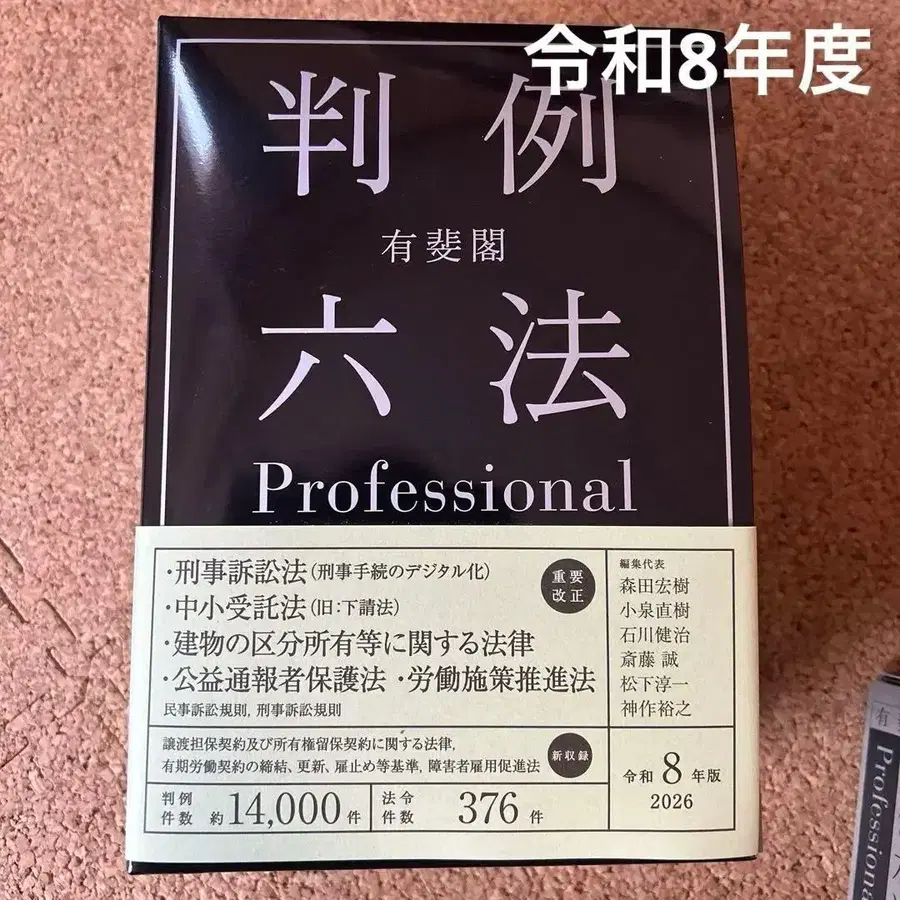 令和8年度
判例
有斐閣
六法
Professional
・刑事訴訟法(刑事手続のデジタル化)
・中小受託法(旧:下請法)
・建物の区分所有等に関する法律
・公益通報者保護法 ・労働施策推進法
民事訴訟規則, 刑事訴訟規則
重要
改正
譲渡担保契約及び所有権留保契約に関する法律,
有期労働契約の締結、更新、雇止め等基準, 障害者雇用促進法
新収録
判例
件数 約14,000件
法令
件数 376件
編集代表
森田宏樹
小泉直樹
石川健治
斎藤 誠
松下淳一
神作裕之
令和8年版
2026
有
Professiona